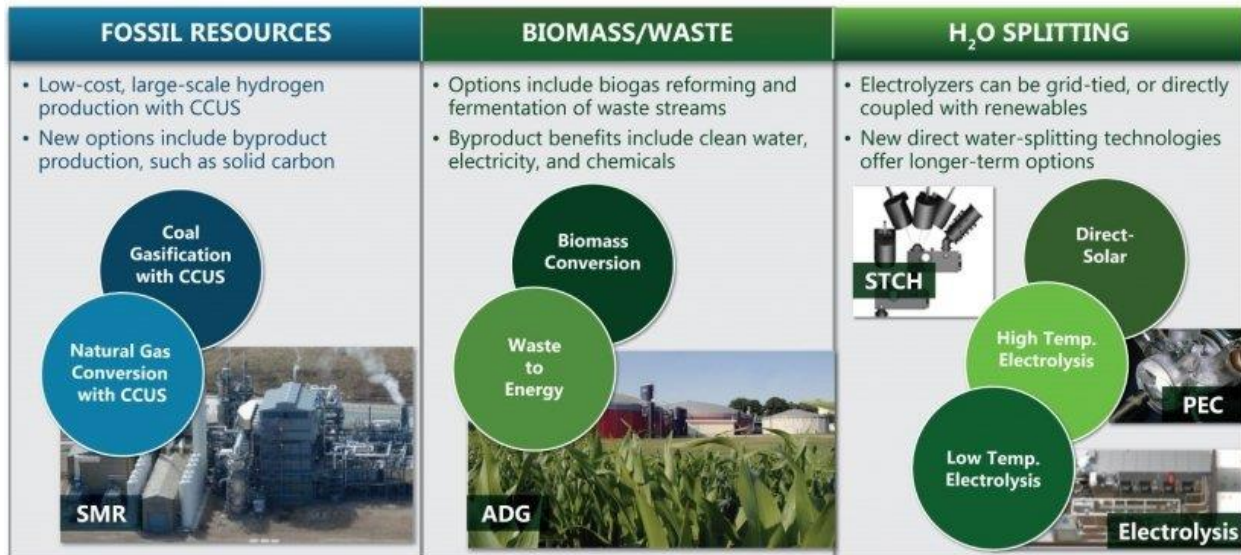 FOSSIL RESOURCES
• Low-cost, large-scale hydrogen
production with CCUS
• New options include byproduct
production, such as solid carbon
Coal
Gasification
with CCUS
Natural Gas
Conversion
with CCUS
SMR
BIOMASS/WASTE
• Options include biogas reforming and
fermentation of waste streams
• Byproduct benefits include clean water,
electricity, and chemicals
Biomass
Conversion
Waste
to
Energy
ADG
H₂O SPLITTING
• Electrolyzers can be grid-tied, or directly
coupled with renewables
• New direct water-splitting technologies
offer longer-term options
STCH
Direct-
Solar
High Temp.
Electrolysis
PEC
Low Temp.
Electrolysis
Electrolysis